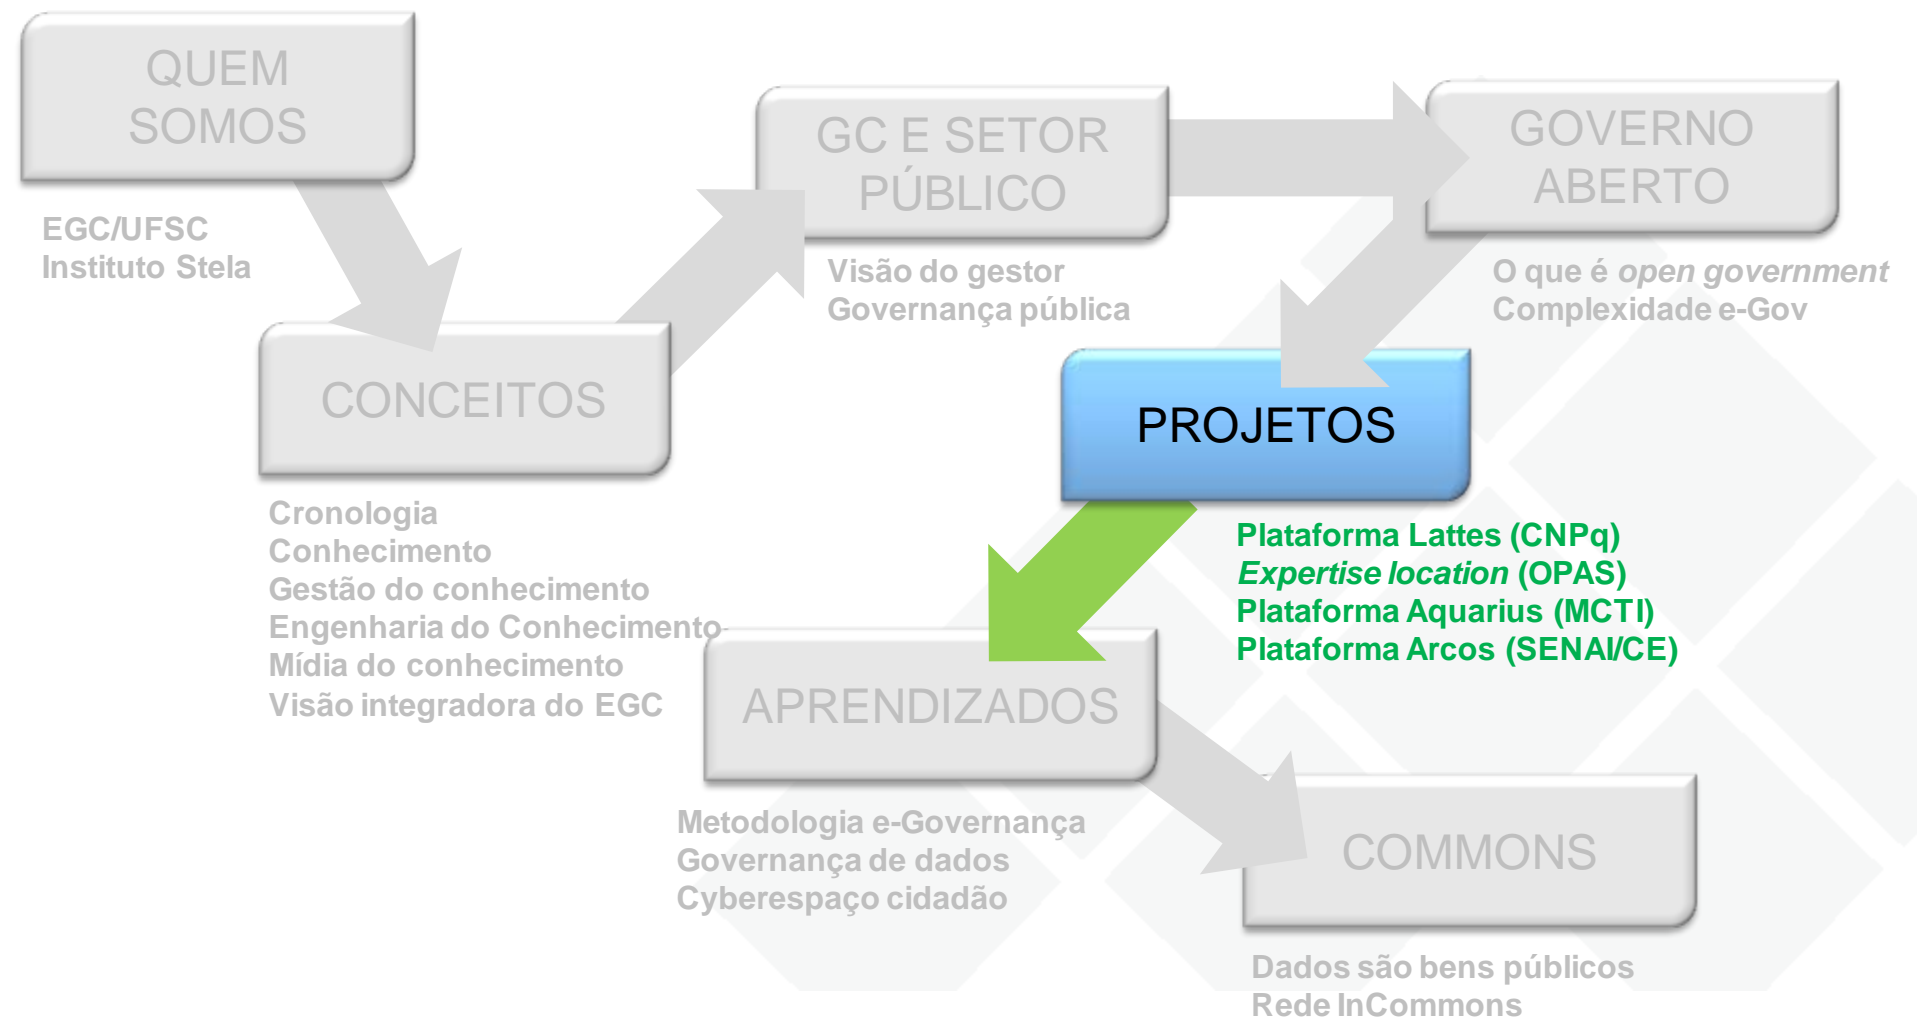 QUEM
SOMOS
EGC/UFSC
Instituto Stela
CONCEITOS
Cronologia
Conhecimento
Gestão do conhecimento
Engenharia do Conhecimento
Mídia do conhecimento
Visão integradora do EGC
GC E SETOR
PÚBLICO
Visão do gestor
Governança pública
GOVERNO
ABERTO
O que é open government
Complexidade e-Gov
PROJETOS
Plataforma Lattes (CNPq)
Expertise location (OPAS)
Plataforma Aquarius (MCTI)
Plataforma Arcos (SENAI/CE)
APRENDIZADOS
Metodologia e-Governança
Governança de dados
Cyberespaço cidadão
COMMONS
Dados são bens públicos
Rede InCommons